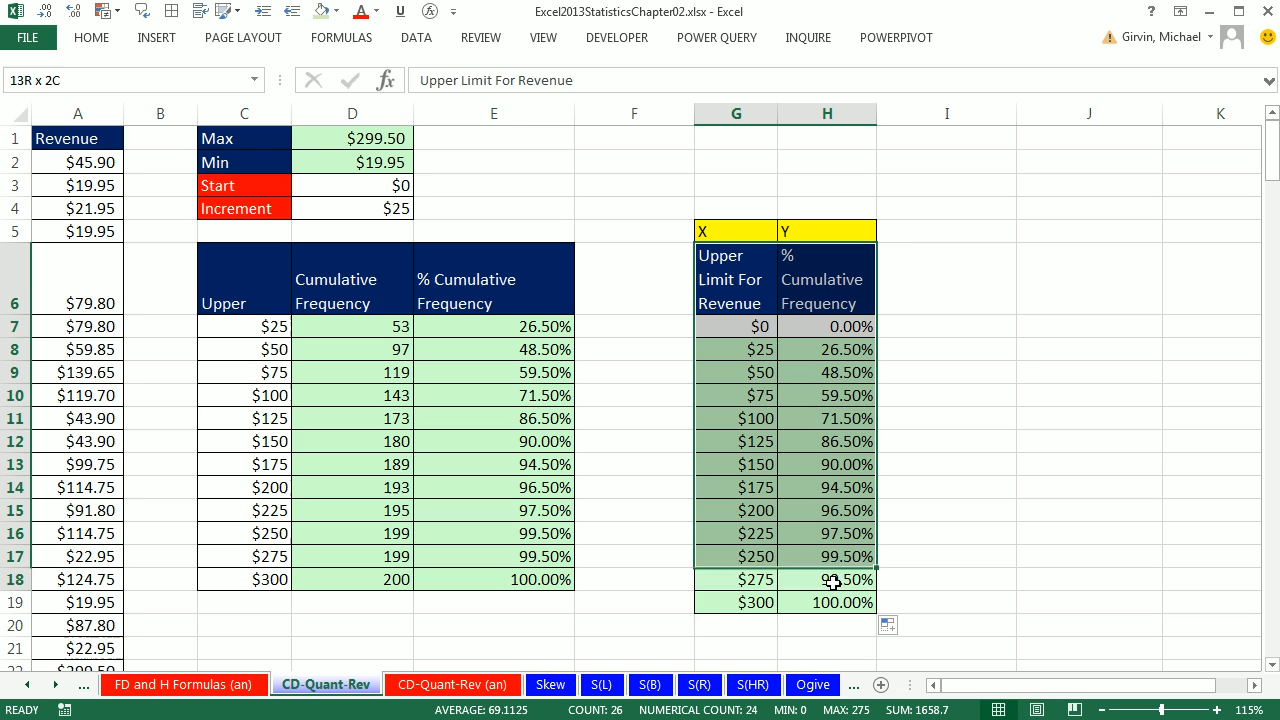 Excel2013StatisticsChapter02.xlsx - Excel
FILE HOME INSERT PAGE LAYOUT FORMULAS DATA REVIEW VIEW DEVELOPER POWER QUERY INQUIRE POWERPIVOT Girvin, Michael
13R x 2C fx Upper Limit For Revenue
A B C D E F G H I J K
1 Revenue Max $299.50
2 $45.90 Min $19.95
3 $19.95 Start $0
4 $21.95 Increment $25
5 $19.95 X Y
Upper %
Cumulative % Cumulative Limit For Cumulative
6 $79.80 Upper Frequency Frequency Revenue Frequency
7 $79.80 $25 53 26.50% $0 0.00%
8 $59.85 $50 97 48.50% $25 26.50%
9 $139.65 $75 119 59.50% $50 48.50%
10 $119.70 $100 143 71.50% $75 59.50%
11 $43.90 $125 173 86.50% $100 71.50%
12 $43.90 $150 180 90.00% $125 86.50%
13 $99.75 $175 189 94.50% $150 90.00%
14 $114.75 $200 193 96.50% $175 94.50%
15 $91.80 $225 195 97.50% $200 96.50%
16 $114.75 $250 199 99.50% $225 97.50%
17 $22.95 $275 199 99.50% $250 99.50%
18 $124.75 $300 200 100.00% $275
19 $19.95 $300 100.00%
20 $87.80
21 $22.95
... FD and H Formulas (an) CD-Quant-Rev CD-Quant-Rev (an) Skew S(L) S(B) S(R) S(HR) Ogive ...
READY AVERAGE: 69.1125 COUNT: 26 NUMERICAL COUNT: 24 MIN: 0 MAX: 275 SUM: 1658.7 115%